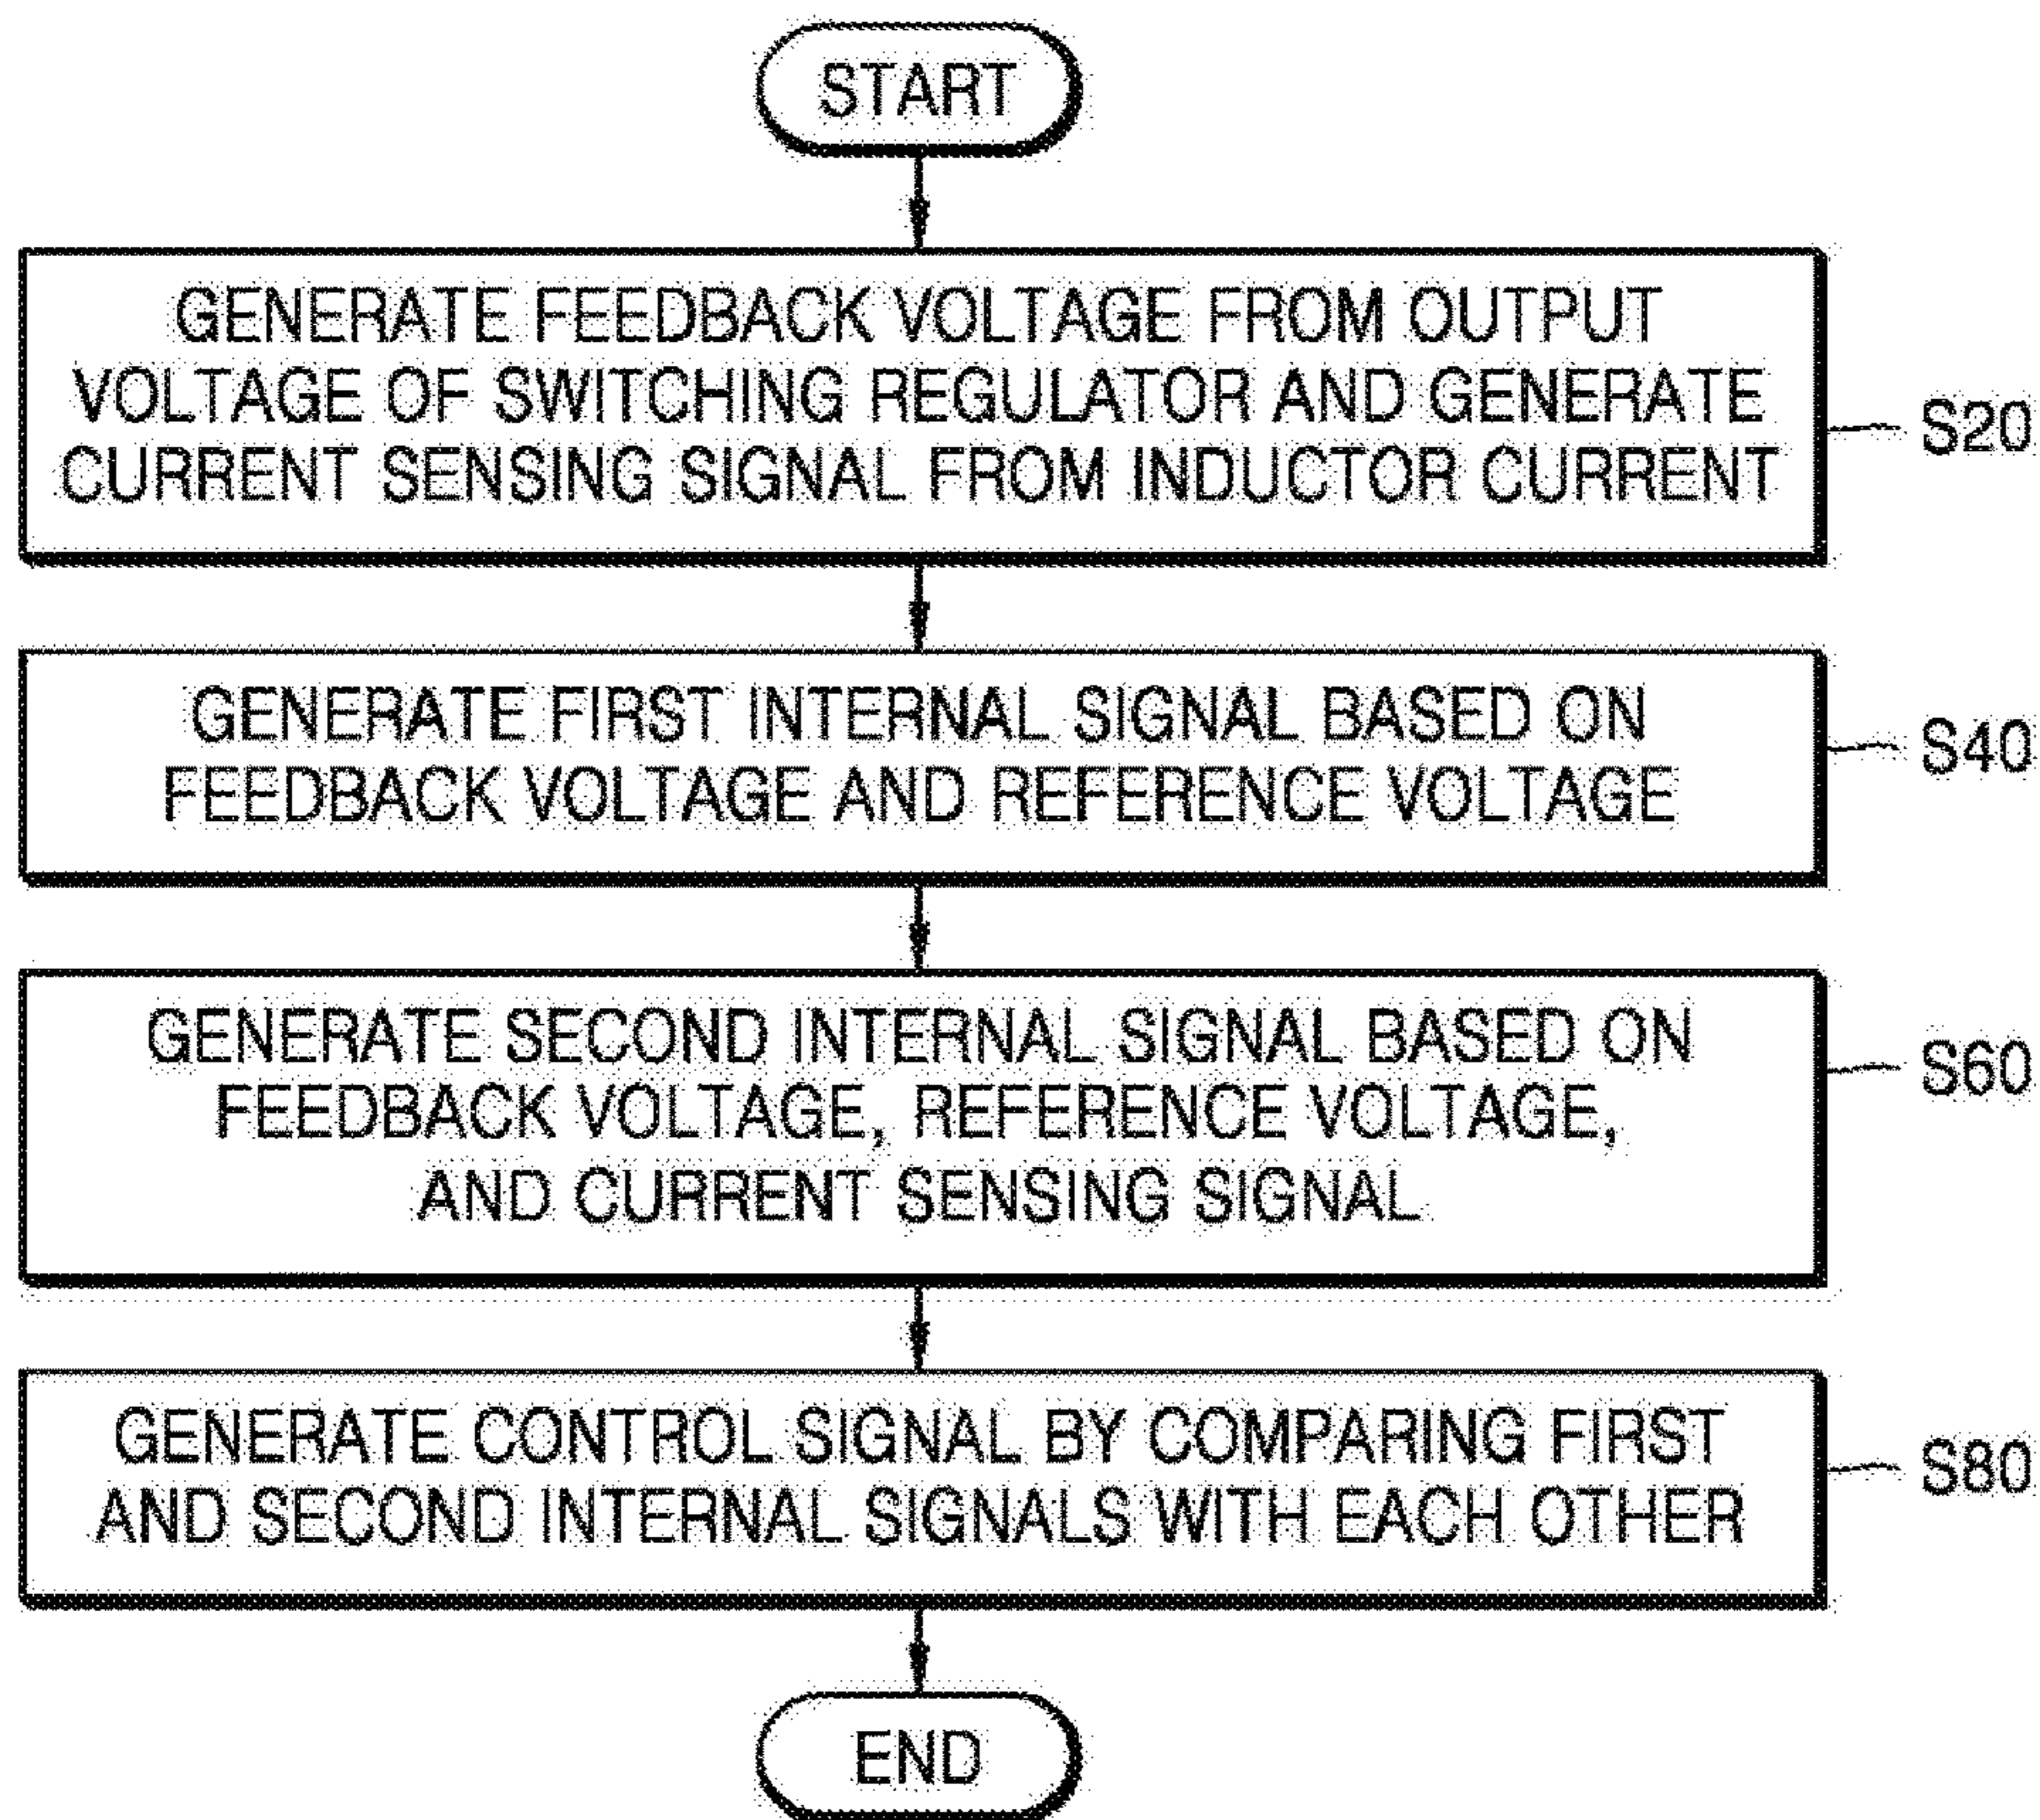 START
GENERATE FEEDBACK VOLTAGE FROM OUTPUT
VOLTAGE OF SWITCHING REGULATOR AND GENERATE
CURRENT SENSING SIGNAL FROM INDUCTOR CURRENT
S20
GENERATE FIRST INTERNAL SIGNAL BASED ON
FEEDBACK VOLTAGE AND REFERENCE VOLTAGE
S40
GENERATE SECOND INTERNAL SIGNAL BASED ON
FEEDBACK VOLTAGE, REFERENCE VOLTAGE,
AND CURRENT SENSING SIGNAL
S60
GENERATE CONTROL SIGNAL BY COMPARING FIRST
AND SECOND INTERNAL SIGNALS WITH EACH OTHER
S80
END